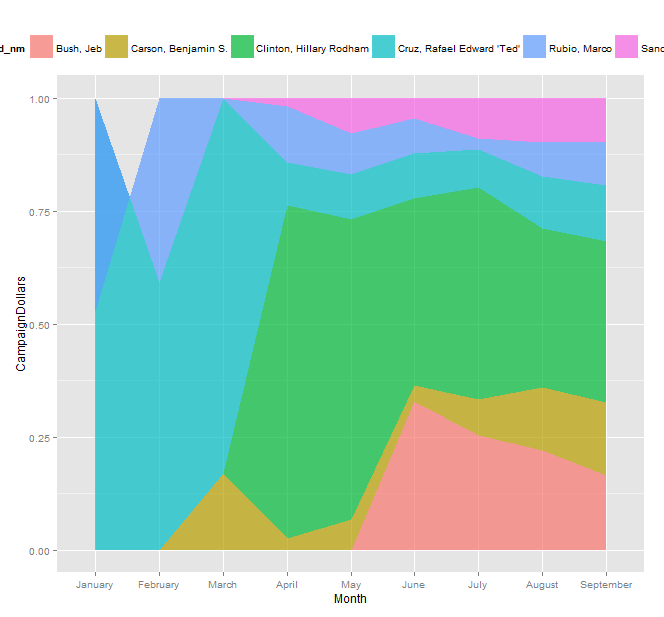 d_nm Bush, Jeb Carson, Benjamin S. Clinton, Hillary Rodham Cruz, Rafael Edward 'Ted' Rubio, Marco Sand
1.00
0.75
0.50
0.25
0.00
CampaignDollars
January February March April May June July August September
Month